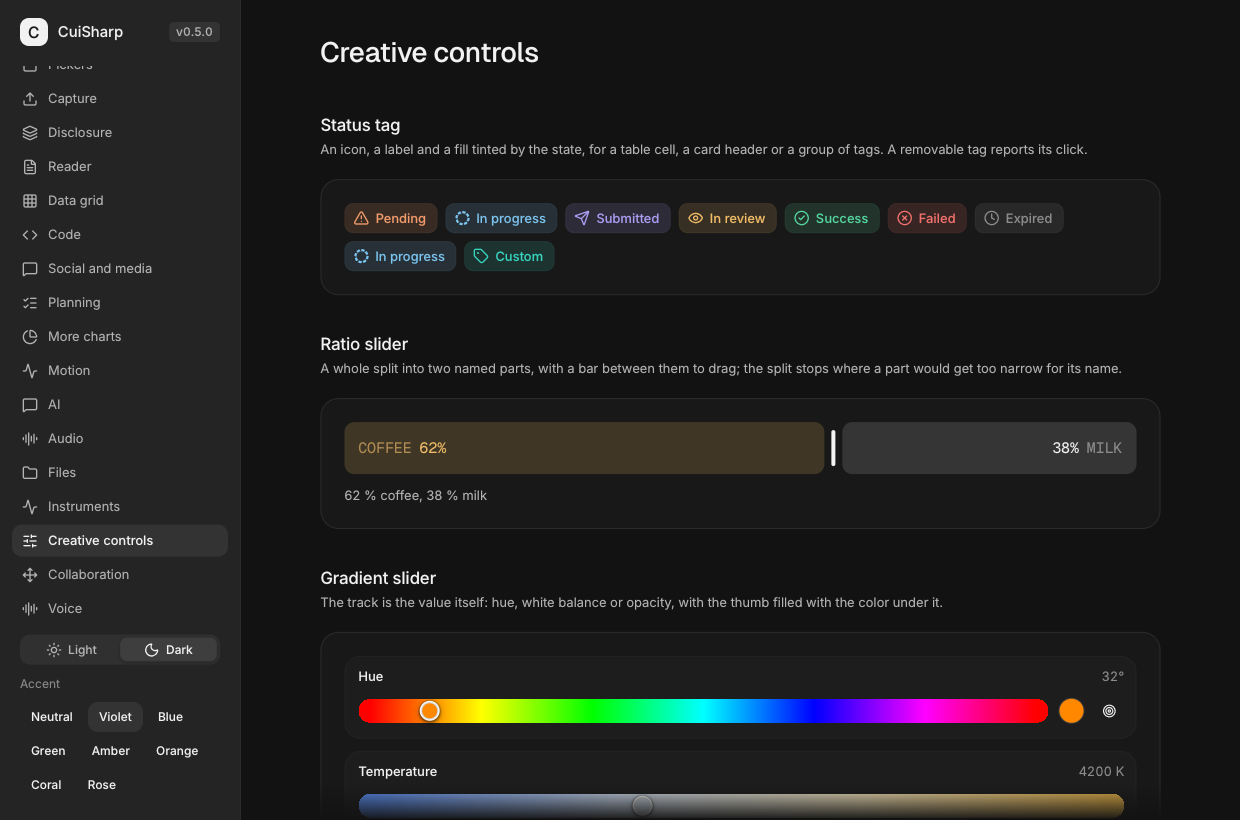 C CuiSharp v0.5.0
Pickers
Capture
Disclosure
Reader
Data grid
Code
Social and media
Planning
More charts
Motion
AI
Audio
Files
Instruments
Creative controls
Collaboration
Voice
Light Dark
Accent
Neutral Violet Blue
Green Amber Orange
Coral Rose
Creative controls
Status tag
An icon, a label and a fill tinted by the state, for a table cell, a card header or a group of tags. A removable tag reports its click.
Pending In progress Submitted In review Success Failed Expired
In progress Custom
Ratio slider
A whole split into two named parts, with a bar between them to drag; the split stops where a part would get too narrow for its name.
COFFEE 62% 38% MILK
62 % coffee, 38 % milk
Gradient slider
The track is the value itself: hue, white balance or opacity, with the thumb filled with the color under it.
Hue 32°
Temperature 4200 K